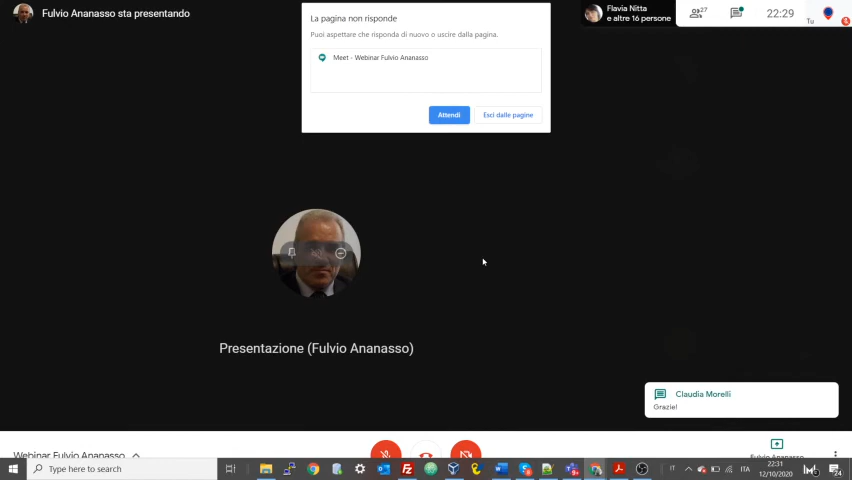 Fulvio Ananasso sta presentando
La pagina non risponde
Puoi aspettare che risponda di nuovo o uscire dalla pagina.
Meet - Webinar Fulvio Ananasso
Attendi
Esci dalle pagine
Flavia Nitta
e altre 16 persone
27
22:29
Tu
Presentazione (Fulvio Ananasso)
Claudia Morelli
Grazie!
Webinar Fulvio Ananasso
Fulvio Ananasso
Type here to search
IT
ITA
22:31
12/10/2020
24